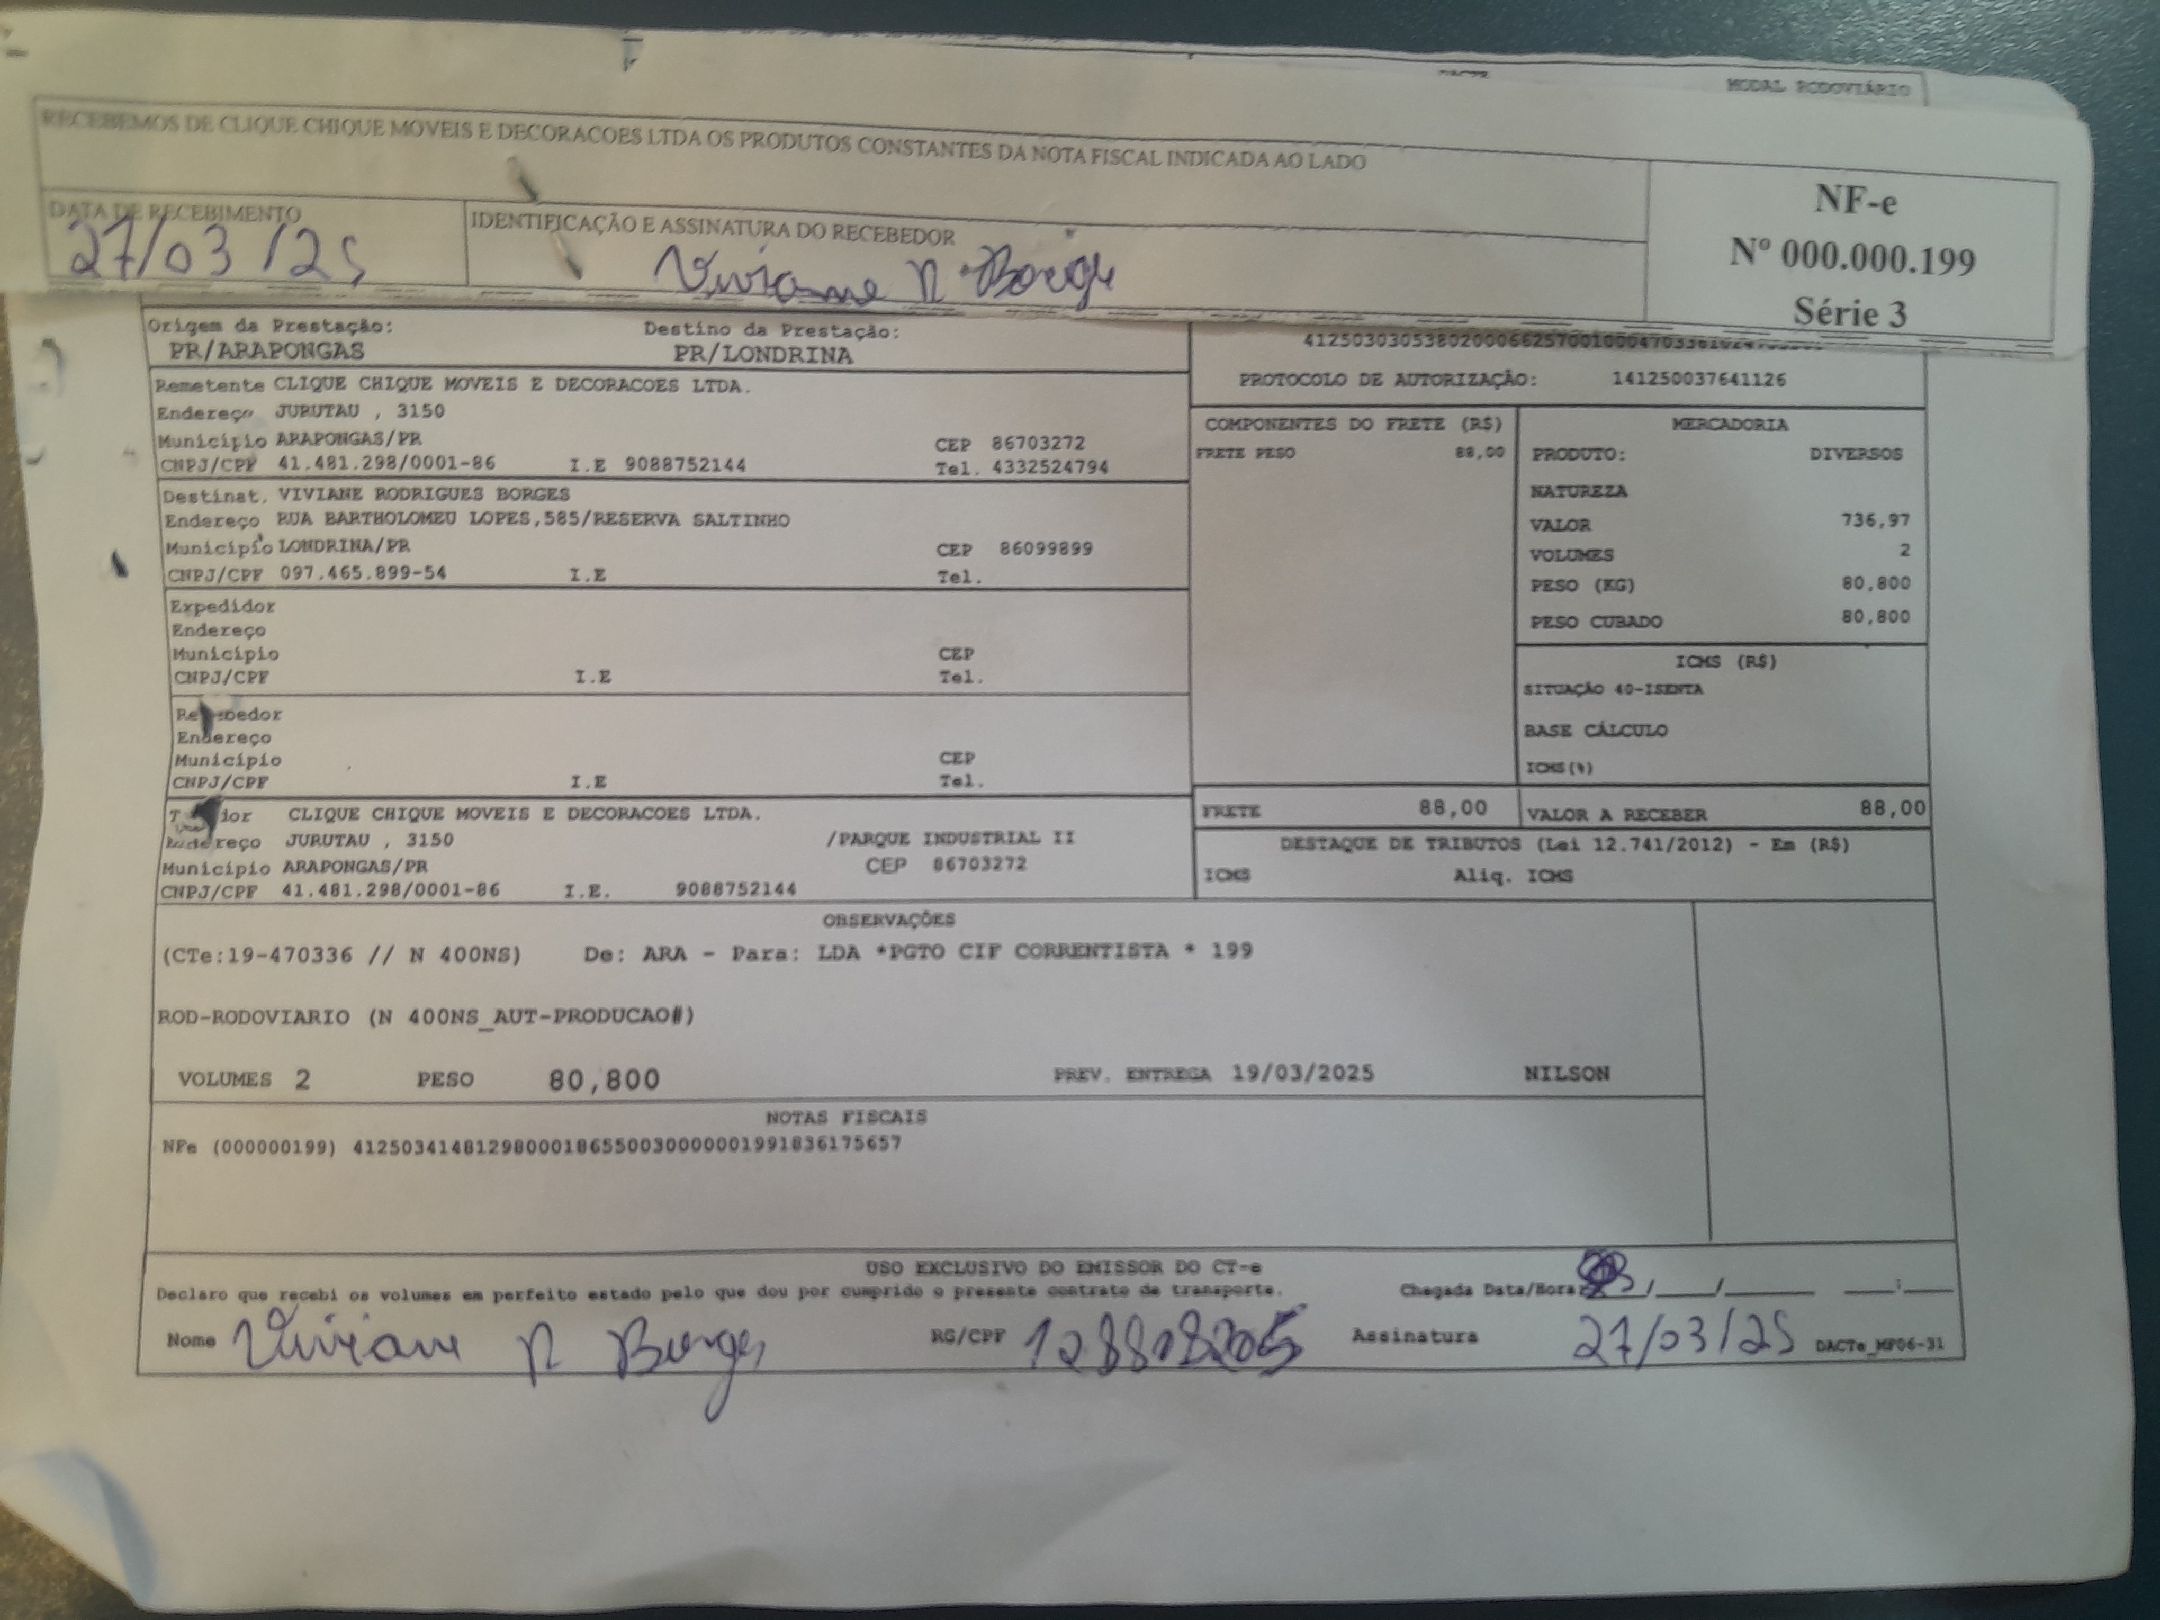 MODAL RODOVIÁRIO
RECEBEMOS DE CLIQUE CHIQUE MOVEIS E DECORACOES LTDA OS PRODUTOS CONSTANTES DA NOTA FISCAL INDICADA AO LADO
NF-e
Nº 000.000.199
Série 3
DATA DE RECEBIMENTO
27/03/25
IDENTIFICAÇÃO E ASSINATURA DO RECEBEDOR
Viviane R Borges
Origem da Prestação: Destino da Prestação:
PR/ARAPONGAS PR/LONDRINA
PROTOCOLO DE AUTORIZAÇÃO: 141250037641126
Remetente CLIQUE CHIQUE MOVEIS E DECORACOES LTDA.
Endereço JURUTAU , 3150
Município ARAPONGAS/PR CEP 86703272
CNPJ/CPF 41.481.298/0001-86 I.E 9088752144 Tel. 4332524794
Destinat. VIVIANE RODRIGUES BORGES
Endereço RUA BARTHOLOMEU LOPES,585/RESERVA SALTINHO
Município LONDRINA/PR CEP 86099899
CNPJ/CPF 097.465.899-54 I.E Tel.
Expedidor
Endereço
Município CEP
CNPJ/CPF I.E Tel.
Endereço
Município CEP
CNPJ/CPF I.E Tel.
CLIQUE CHIQUE MOVEIS E DECORACOES LTDA.
Endereço JURUTAU , 3150 /PARQUE INDUSTRIAL II
Município ARAPONGAS/PR CEP 86703272
CNPJ/CPF 41.481.298/0001-86 I.E. 9088752144
COMPONENTES DO FRETE (R$)
FRETE PESO 88,00
MERCADORIA
PRODUTO: DIVERSOS
NATUREZA
VALOR 736,97
VOLUMES 2
PESO (KG) 80,800
PESO CUBADO 80,800
ICMS (R$)
SITUAÇÃO 40-ISENTA
BASE CÁLCULO
ICMS(%)
FRETE 88,00 VALOR A RECEBER 88,00
DESTAQUE DE TRIBUTOS (Lei 12.741/2012) - Em (R$)
ICMS Aliq. ICMS
OBSERVAÇÕES
(CTe:19-470336 // N 400NS) De: ARA - Para: LDA *PGTO CIF CORRENTISTA * 199
ROD-RODOVIARIO (N 400NS_AUT-PRODUCAO#)
VOLUMES 2 PESO 80,800 PREV. ENTREGA 19/03/2025 NILSON
NOTAS FISCAIS
NFe (000000199) 41250341481298000186550030000001991836175657
USO EXCLUSIVO DO EMISSOR DO CT-e
Declaro que recebi os volumes em perfeito estado pelo que dou por cumprido o presente contrato de transporte. Chegada Data/Hora
Nome Viviane R Borges RG/CPF Assinatura 27/03/25 DACTe_MF06-31